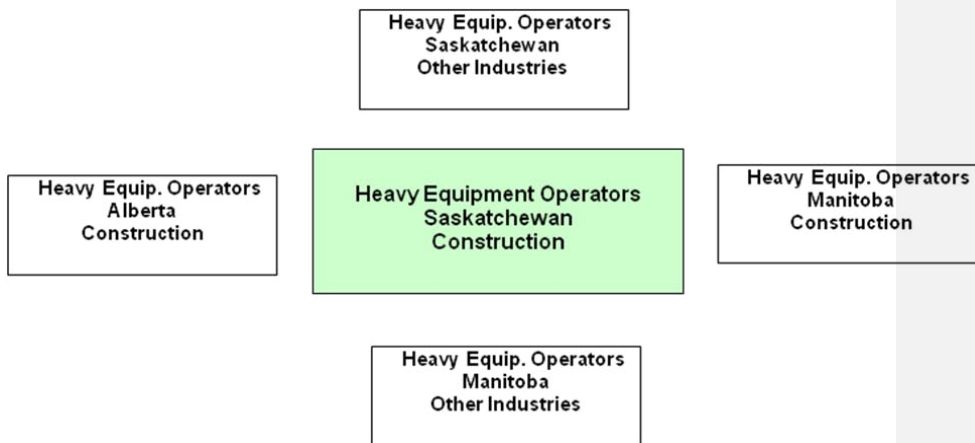 Heavy Equip. Operators
Saskatchewan
Other Industries
Heavy Equip. Operators
Alberta
Construction
Heavy Equipment Operators
Saskatchewan
Construction
Heavy Equip. Operators
Manitoba
Construction
Heavy Equip. Operators
Manitoba
Other Industries